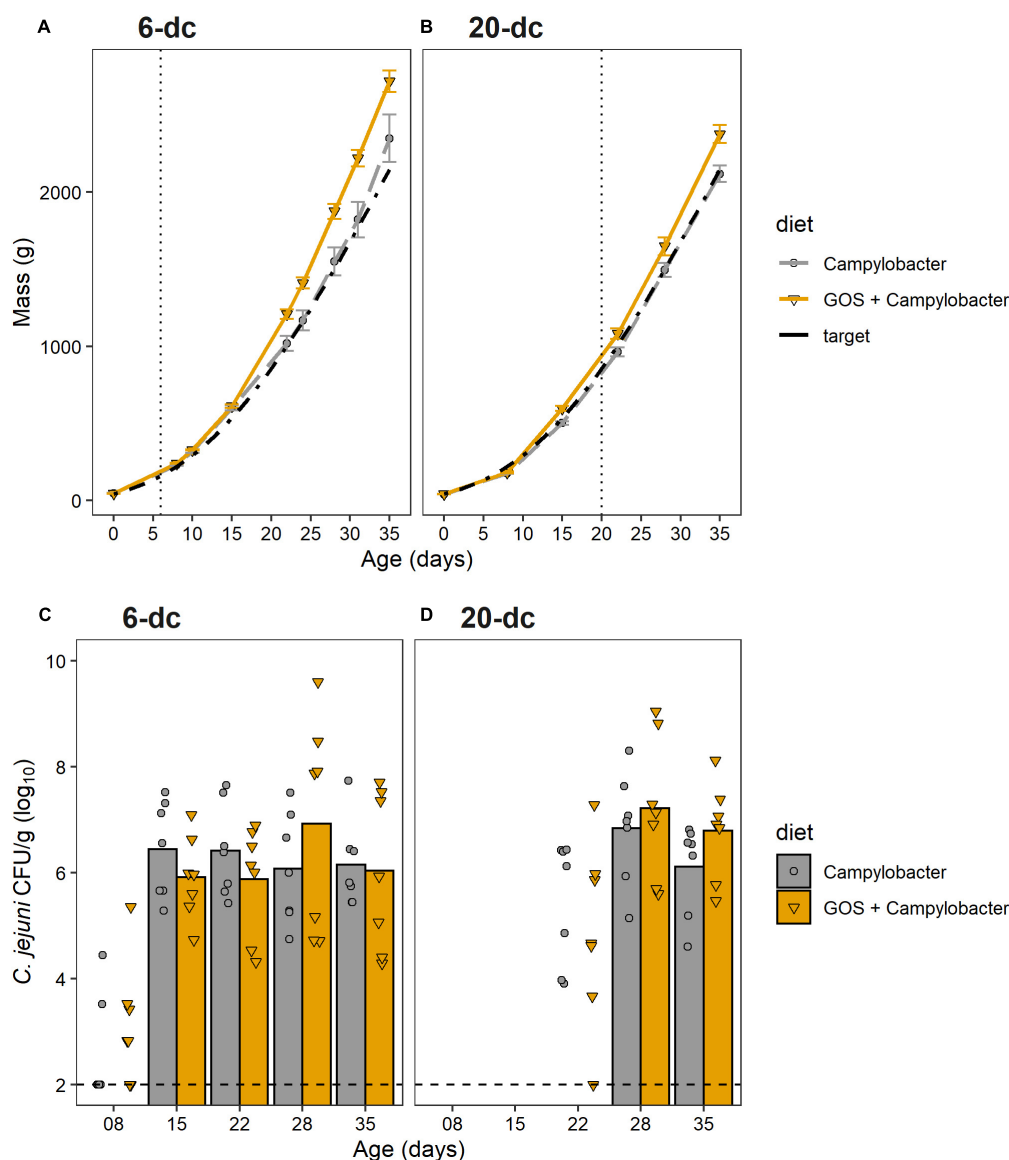 A 6-dc B 20-dc
Mass (g)
2000
1000
0
0 5 10 15 20 25 30 35 0 5 10 15 20 25 30 35
Age (days)
diet
Campylobacter
GOS + Campylobacter
target
C 6-dc D 20-dc
C. jejuni CFU/g (log10)
10
8
6
4
2
08 15 22 28 35 08 15 22 28 35
Age (days)
diet
Campylobacter
GOS + Campylobacter